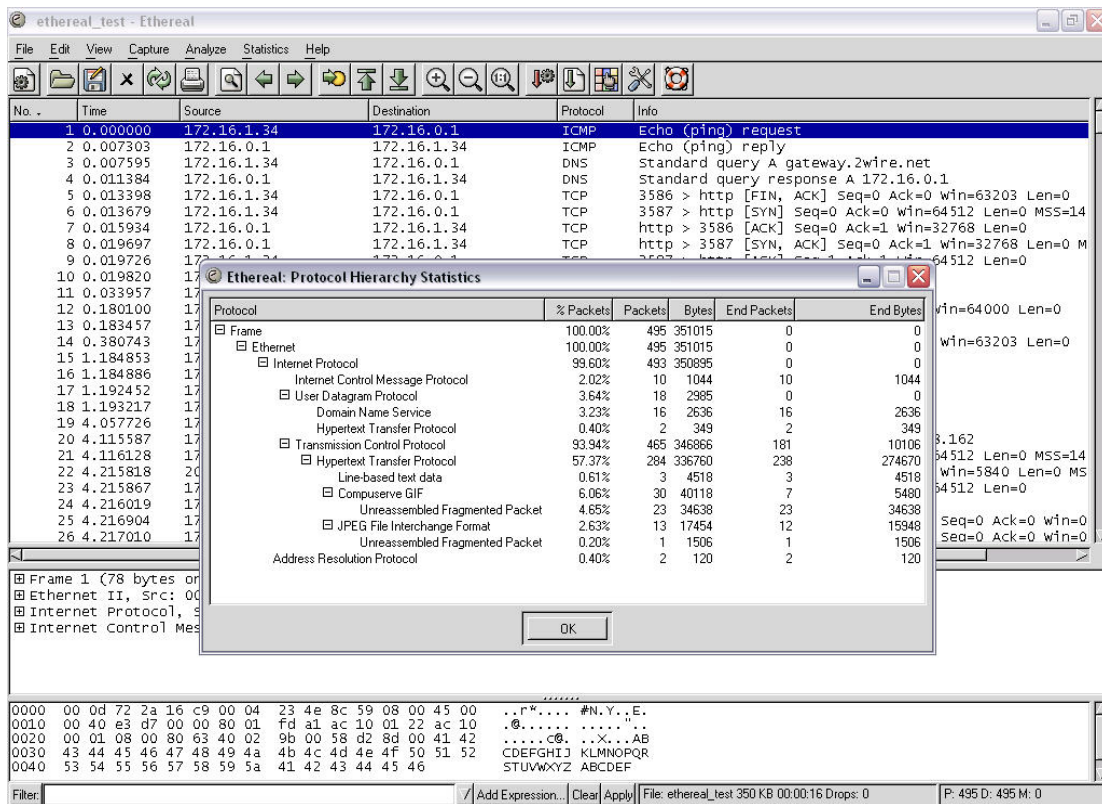 ethereal_test - Ethereal
File Edit View Capture Analyze Statistics Help
No. . Time Source Destination Protocol Info
1 0.000000 172.16.1.34 172.16.0.1 ICMP Echo (ping) request
2 0.007303 172.16.0.1 172.16.1.34 ICMP Echo (ping) reply
3 0.007595 172.16.1.34 172.16.0.1 DNS Standard query A gateway.2wire.net
4 0.011384 172.16.0.1 172.16.1.34 DNS Standard query response A 172.16.0.1
5 0.013398 172.16.1.34 172.16.0.1 TCP 3586 > http [FIN, ACK] Seq=0 Ack=0 Win=63203 Len=0
6 0.013679 172.16.1.34 172.16.0.1 TCP 3587 > http [SYN] Seq=0 Ack=0 Win=64512 Len=0 MSS=14
7 0.015934 172.16.0.1 172.16.1.34 TCP http > 3586 [ACK] Seq=0 Ack=1 Win=32768 Len=0
8 0.019697 172.16.0.1 172.16.1.34 TCP http > 3587 [SYN, ACK] Seq=0 Ack=1 Win=32768 Len=0 M
9 0.019726 64512 Len=0
10 0.019820 17
11 0.033957 17
12 0.180100 17 Win=64000 Len=0
13 0.183457 17
14 0.380743 17 Win=63203 Len=0
15 1.184853 17
16 1.184886 17
17 1.192452 17
18 1.193217 17
19 4.057726 17
20 4.115587 17 3.162
21 4.116128 17 64512 Len=0 MSS=14
22 4.215818 20 Win=5840 Len=0 MS
23 4.215867 17 64512 Len=0
24 4.216019 17
25 4.216904 17 Seq=0 Ack=0 Win=0
26 4.217010 17 Seq=0 Ack=0 Win=0
Ethereal: Protocol Hierarchy Statistics
Protocol % Packets Packets Bytes End Packets End Bytes
Frame 100.00% 495 351015 0 0
Ethernet 100.00% 495 351015 0 0
Internet Protocol 99.60% 493 350895 0 0
Internet Control Message Protocol 2.02% 10 1044 10 1044
User Datagram Protocol 3.64% 18 2985 0 0
Domain Name Service 3.23% 16 2636 16 2636
Hypertext Transfer Protocol 0.40% 2 349 2 349
Transmission Control Protocol 93.94% 465 346866 181 10106
Hypertext Transfer Protocol 57.37% 284 336760 238 274670
Line-based text data 0.61% 3 4518 3 4518
Compuserve GIF 6.06% 30 40118 7 5480
Unreassembled Fragmented Packet 4.65% 23 34638 23 34638
JPEG File Interchange Format 2.63% 13 17454 12 15948
Unreassembled Fragmented Packet 0.20% 1 1506 1 1506
Address Resolution Protocol 0.40% 2 120 2 120
OK
Frame 1 (78 bytes on
Ethernet II, Src: 00
Internet Protocol, S
Internet Control Mes
0000 00 0d 72 2a 16 c9 00 04 23 4e 8c 59 08 00 45 00 ..r*.... #N.Y..E.
0010 00 40 e3 d7 00 00 80 01 fd a1 ac 10 01 22 ac 10 .@...... ....."..
0020 00 01 08 00 80 63 40 02 9b 00 58 d2 8d 00 41 42 .....c@. ..X...AB
0030 43 44 45 46 47 48 49 4a 4b 4c 4d 4e 4f 50 51 52 CDEFGHIJ KLMNOPQR
0040 53 54 55 56 57 58 59 5a 41 42 43 44 45 46 STUVWXYZ ABCDEF
Filter: Add Expression... Clear Apply File: ethereal_test 350 KB 00:00:16 Drops: 0 P: 495 D: 495 M: 0